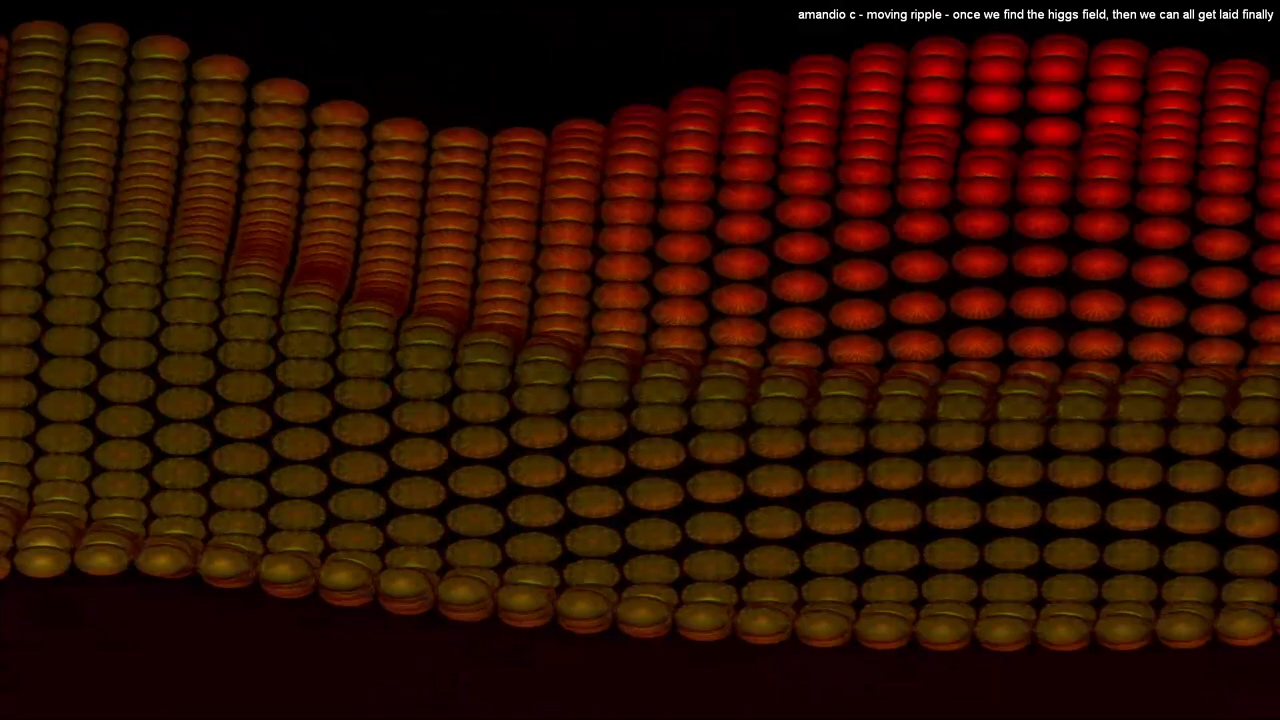 amandio c - moving ripple - once we find the higgs field, then we can all get laid finally